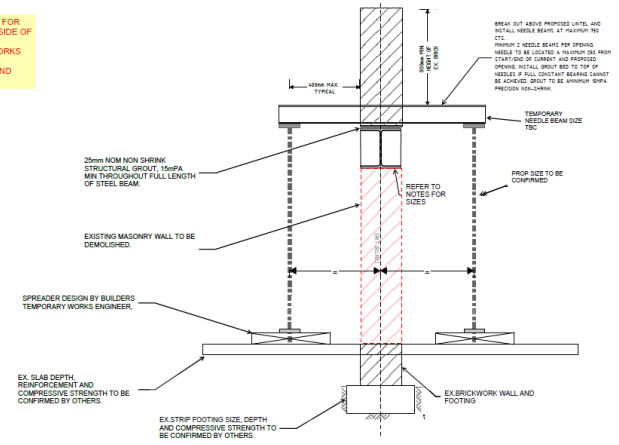 FOR
SIDE OF
ORKS
ND
400mm MAX.
TYPICAL
HEIGHT OF
EX. BRICK
BREAK OUT ABOVE PROPOSED LINTEL AND
INSTALL NEEDLE BEAMS AT MAXIMUM 950
CTS.
MINIMUM 2 NEEDLE BEAMS PER OPENING.
NEEDLE TO BE LOCATED A MAXIMUM 250 FROM
START/END OF CURRENT AND PROPOSED
OPENING. INSTALL GROUT BED TO TOP OF
NEEDLES IF FULL CONSTANT BEARING CANNOT
BE ACHIEVED. GROUT TO BE AMINIMUM 15MPA
PRECISION NON-SHRINK.
TEMPORARY
NEEDLE BEAM SIZE
TBC
25mm NOM NON SHRINK
STRUCTURAL GROUT, 15mPA
MIN THROUGHOUT FULL LENGTH
OF STEEL BEAM.
PROP SIZE TO BE
CONFIRMED
REFER TO
NOTES FOR
SIZES
EXISTING MASONRY WALL TO BE
DEMOLISHED.
= =
SPREADER DESIGN BY BUILDERS
TEMPORARY WORKS ENGINEER,
EX. SLAB DEPTH,
REINFORCEMENT AND
COMPRESSIVE STRENGTH TO BE
CONFIRMED BY OTHERS.
EX.BRICKWORK WALL AND
FOOTING
EX.STRIP FOOTING SIZE, DEPTH
AND COMPRESSIVE STRENGTH TO
BE CONFIRMED BY OTHERS.